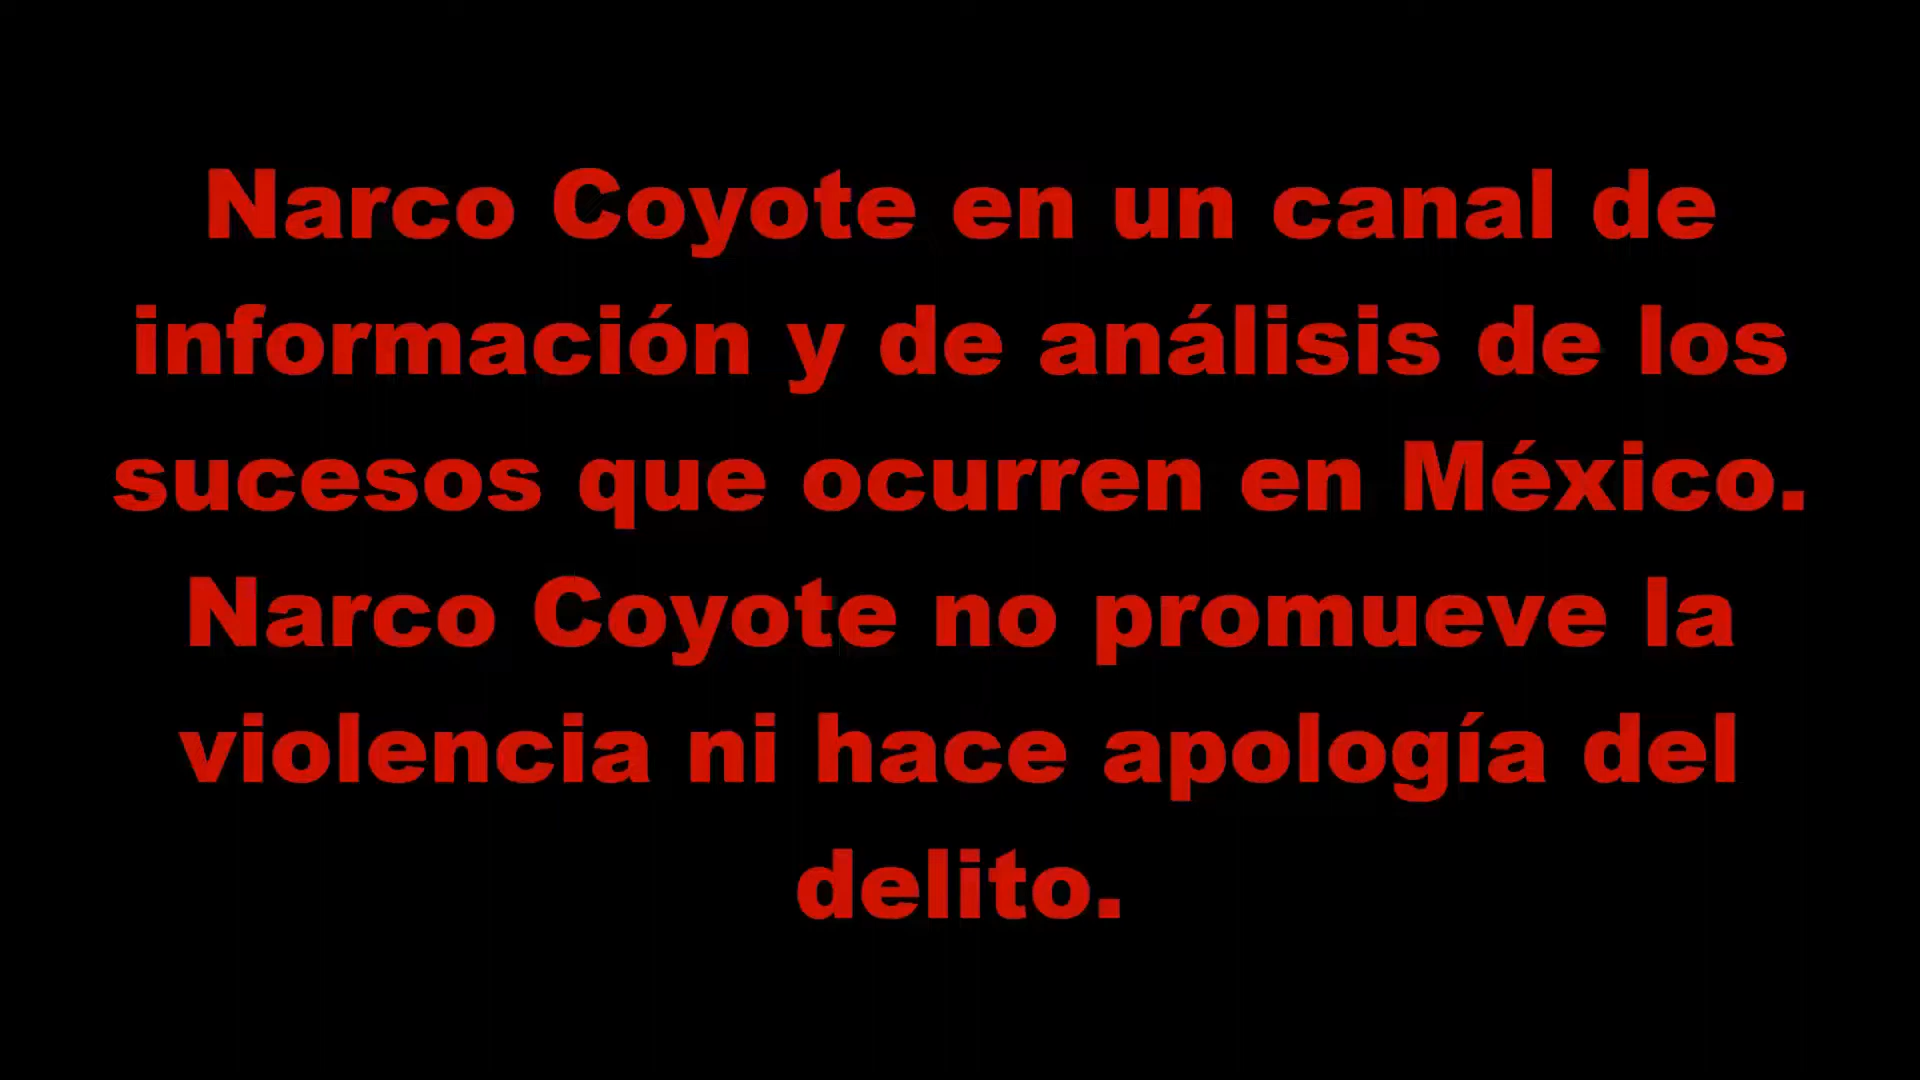 Narco Coyote en un canal de
información y de análisis de los
sucesos que ocurren en México.
Narco Coyote no promueve la
violencia ni hace apología del
delito.